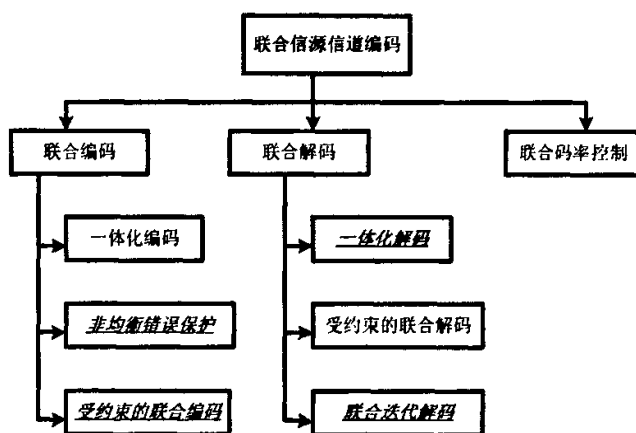 联合信源信道编码
联合编码
联合解码
联合码率控制
一体化编码
一体化解码
非均衡错误保护
受约束的联合解码
受约束的联合编码
联合迭代解码